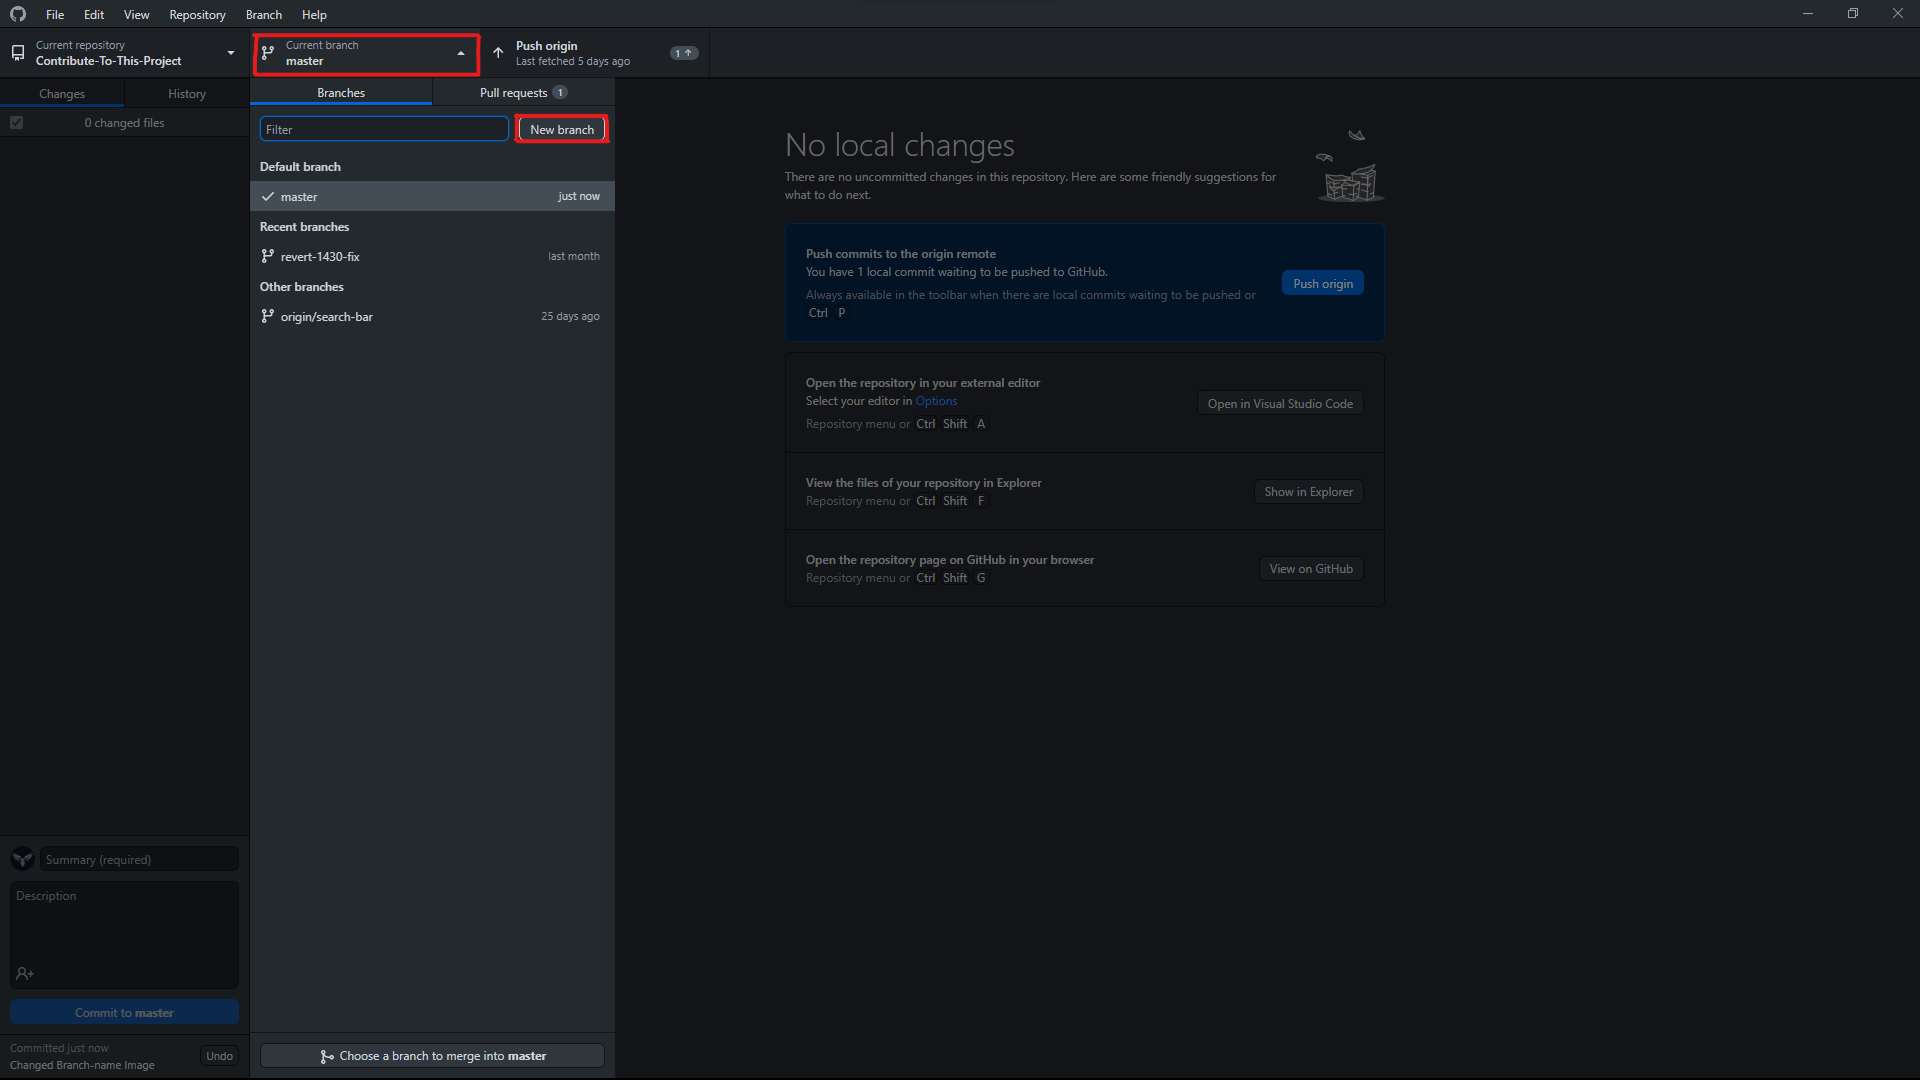 File Edit View Repository Branch Help
Current repository
Contribute-To-This-Project
Current branch
master
Push origin
Last fetched 5 days ago
1
Changes History
0 changed files
Branches
Pull requests 1
Filter
New branch
Default branch
master just now
Recent branches
revert-1430-fix last month
Other branches
origin/search-bar 25 days ago
No local changes
There are no uncommitted changes in this repository. Here are some friendly suggestions for
what to do next.
Push commits to the origin remote
You have 1 local commit waiting to be pushed to GitHub.
Always available in the toolbar when there are local commits waiting to be pushed or
Ctrl P
Push origin
Open the repository in your external editor
Select your editor in Options
Repository menu or Ctrl Shift A
Open in Visual Studio Code
View the files of your repository in Explorer
Repository menu or Ctrl Shift F
Show in Explorer
Open the repository page on GitHub in your browser
Repository menu or Ctrl Shift G
View on GitHub
Summary (required)
Description
Commit to master
Committed just now
Changed Branch-name Image
Undo
Choose a branch to merge into master